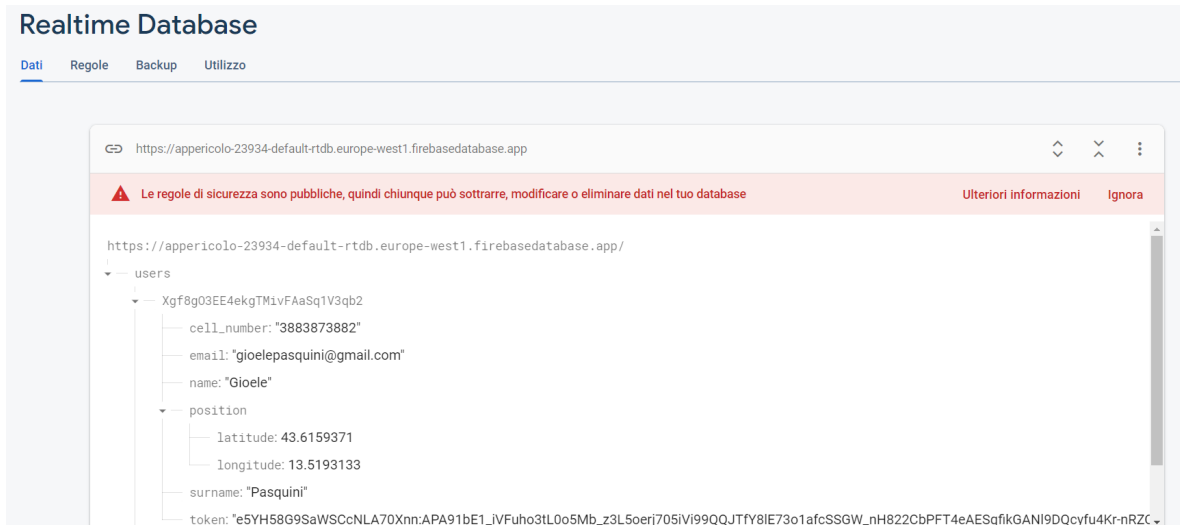 Realtime Database
Dati Regole Backup Utilizzo
https://appericolo-23934-default-rtdb.europe-west1.firebasedatabase.app
Le regole di sicurezza sono pubbliche, quindi chiunque può sottrarre, modificare o eliminare dati nel tuo database Ulteriori informazioni Ignora
https://appericolo-23934-default-rtdb.europe-west1.firebasedatabase.app/
users
Xgf8gO3EE4ekgTMivFAaSq1V3qb2
cell_number: "3883873882"
email: "gioelepasquini@gmail.com"
name: "Gioele"
position
latitude: 43.6159371
longitude: 13.5193133
surname: "Pasquini"
token: "e5YH58G9SaWSCcNLA70Xnn:APA91bE1_iVFuho3tL0o5Mb_z3L5oerj705iVj99QQJTfY8lE73o1afcSSGW_nH822CbPFT4eAESgfikGANl9DQcyfu4Kr-nRZC